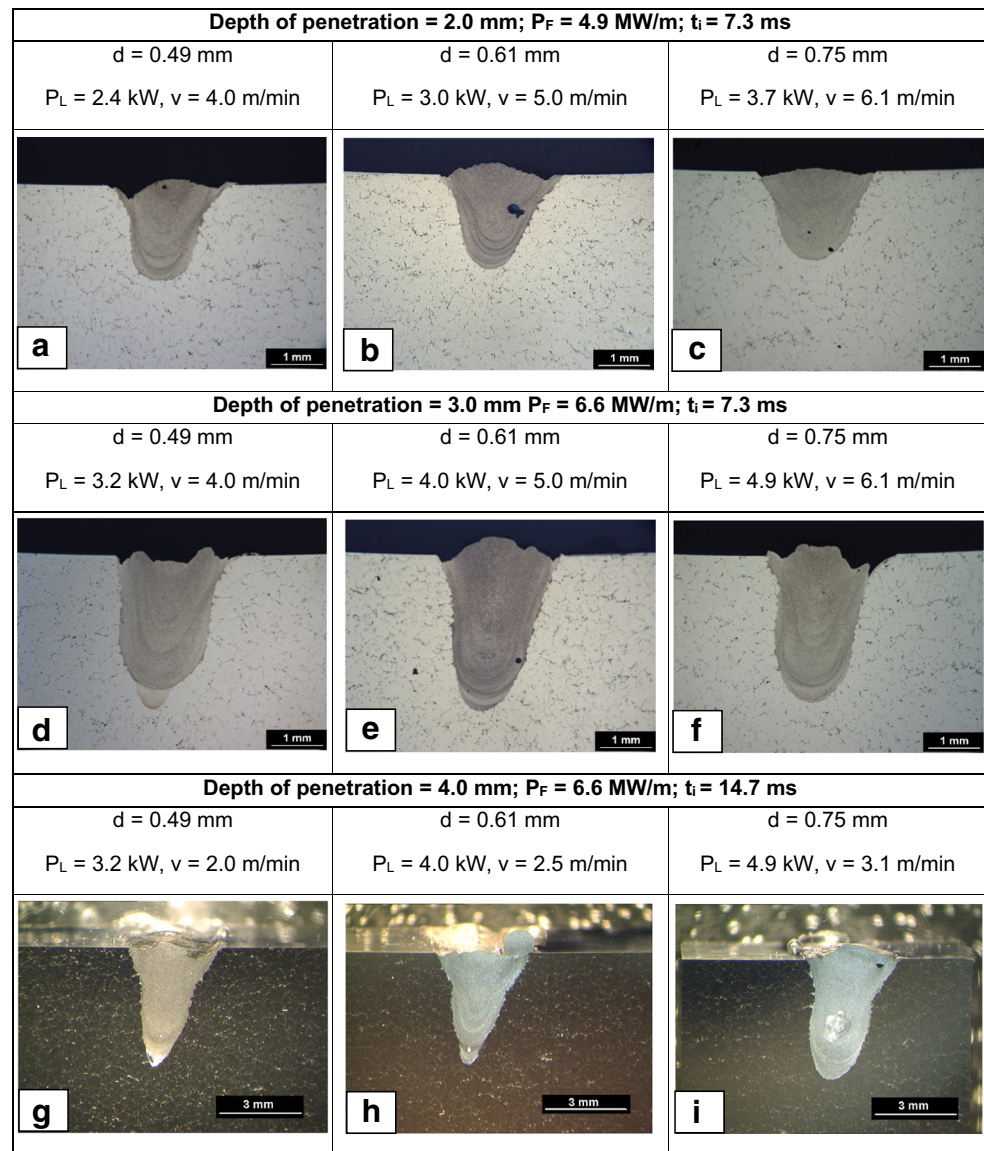 Depth of penetration = 2.0 mm; PF = 4.9 MW/m; ti = 7.3 ms
d = 0.49 mm
PL = 2.4 kW, v = 4.0 m/min
d = 0.61 mm
PL = 3.0 kW, v = 5.0 m/min
d = 0.75 mm
PL = 3.7 kW, v = 6.1 m/min
a
1 mm
b
1 mm
c
1 mm
Depth of penetration = 3.0 mm PF = 6.6 MW/m; ti = 7.3 ms
d = 0.49 mm
PL = 3.2 kW, v = 4.0 m/min
d = 0.61 mm
PL = 4.0 kW, v = 5.0 m/min
d = 0.75 mm
PL = 4.9 kW, v = 6.1 m/min
d
1 mm
e
1 mm
f
1 mm
Depth of penetration = 4.0 mm; PF = 6.6 MW/m; ti = 14.7 ms
d = 0.49 mm
PL = 3.2 kW, v = 2.0 m/min
d = 0.61 mm
PL = 4.0 kW, v = 2.5 m/min
d = 0.75 mm
PL = 4.9 kW, v = 3.1 m/min
g
3 mm
h
3 mm
i
3 mm